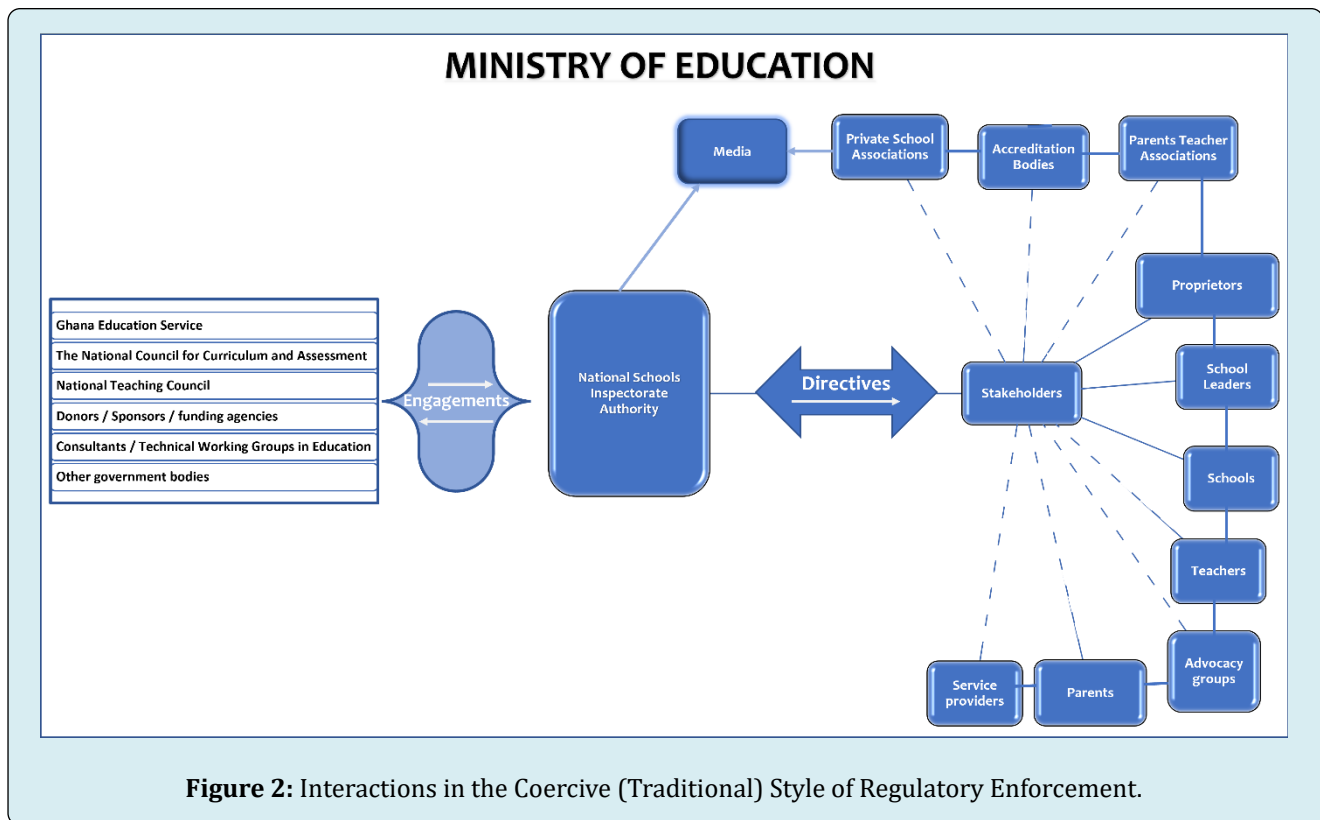 MINISTRY OF EDUCATION
Media
Private School
Associations
Accreditation
Bodies
Parents Teacher
Associations
Proprietors
Ghana Education Service
The National Council for Curriculum and Assessment
National Teaching Council
Donors / Sponsors / funding agencies
Consultants / Technical Working Groups in Education
Other government bodies
Engagements
National Schools
Inspectorate
Authority
Directives
Stakeholders
School
Leaders
Schools
Teachers
Advocacy
groups
Parents
Service
providers
Figure 2: Interactions in the Coercive (Traditional) Style of Regulatory Enforcement.